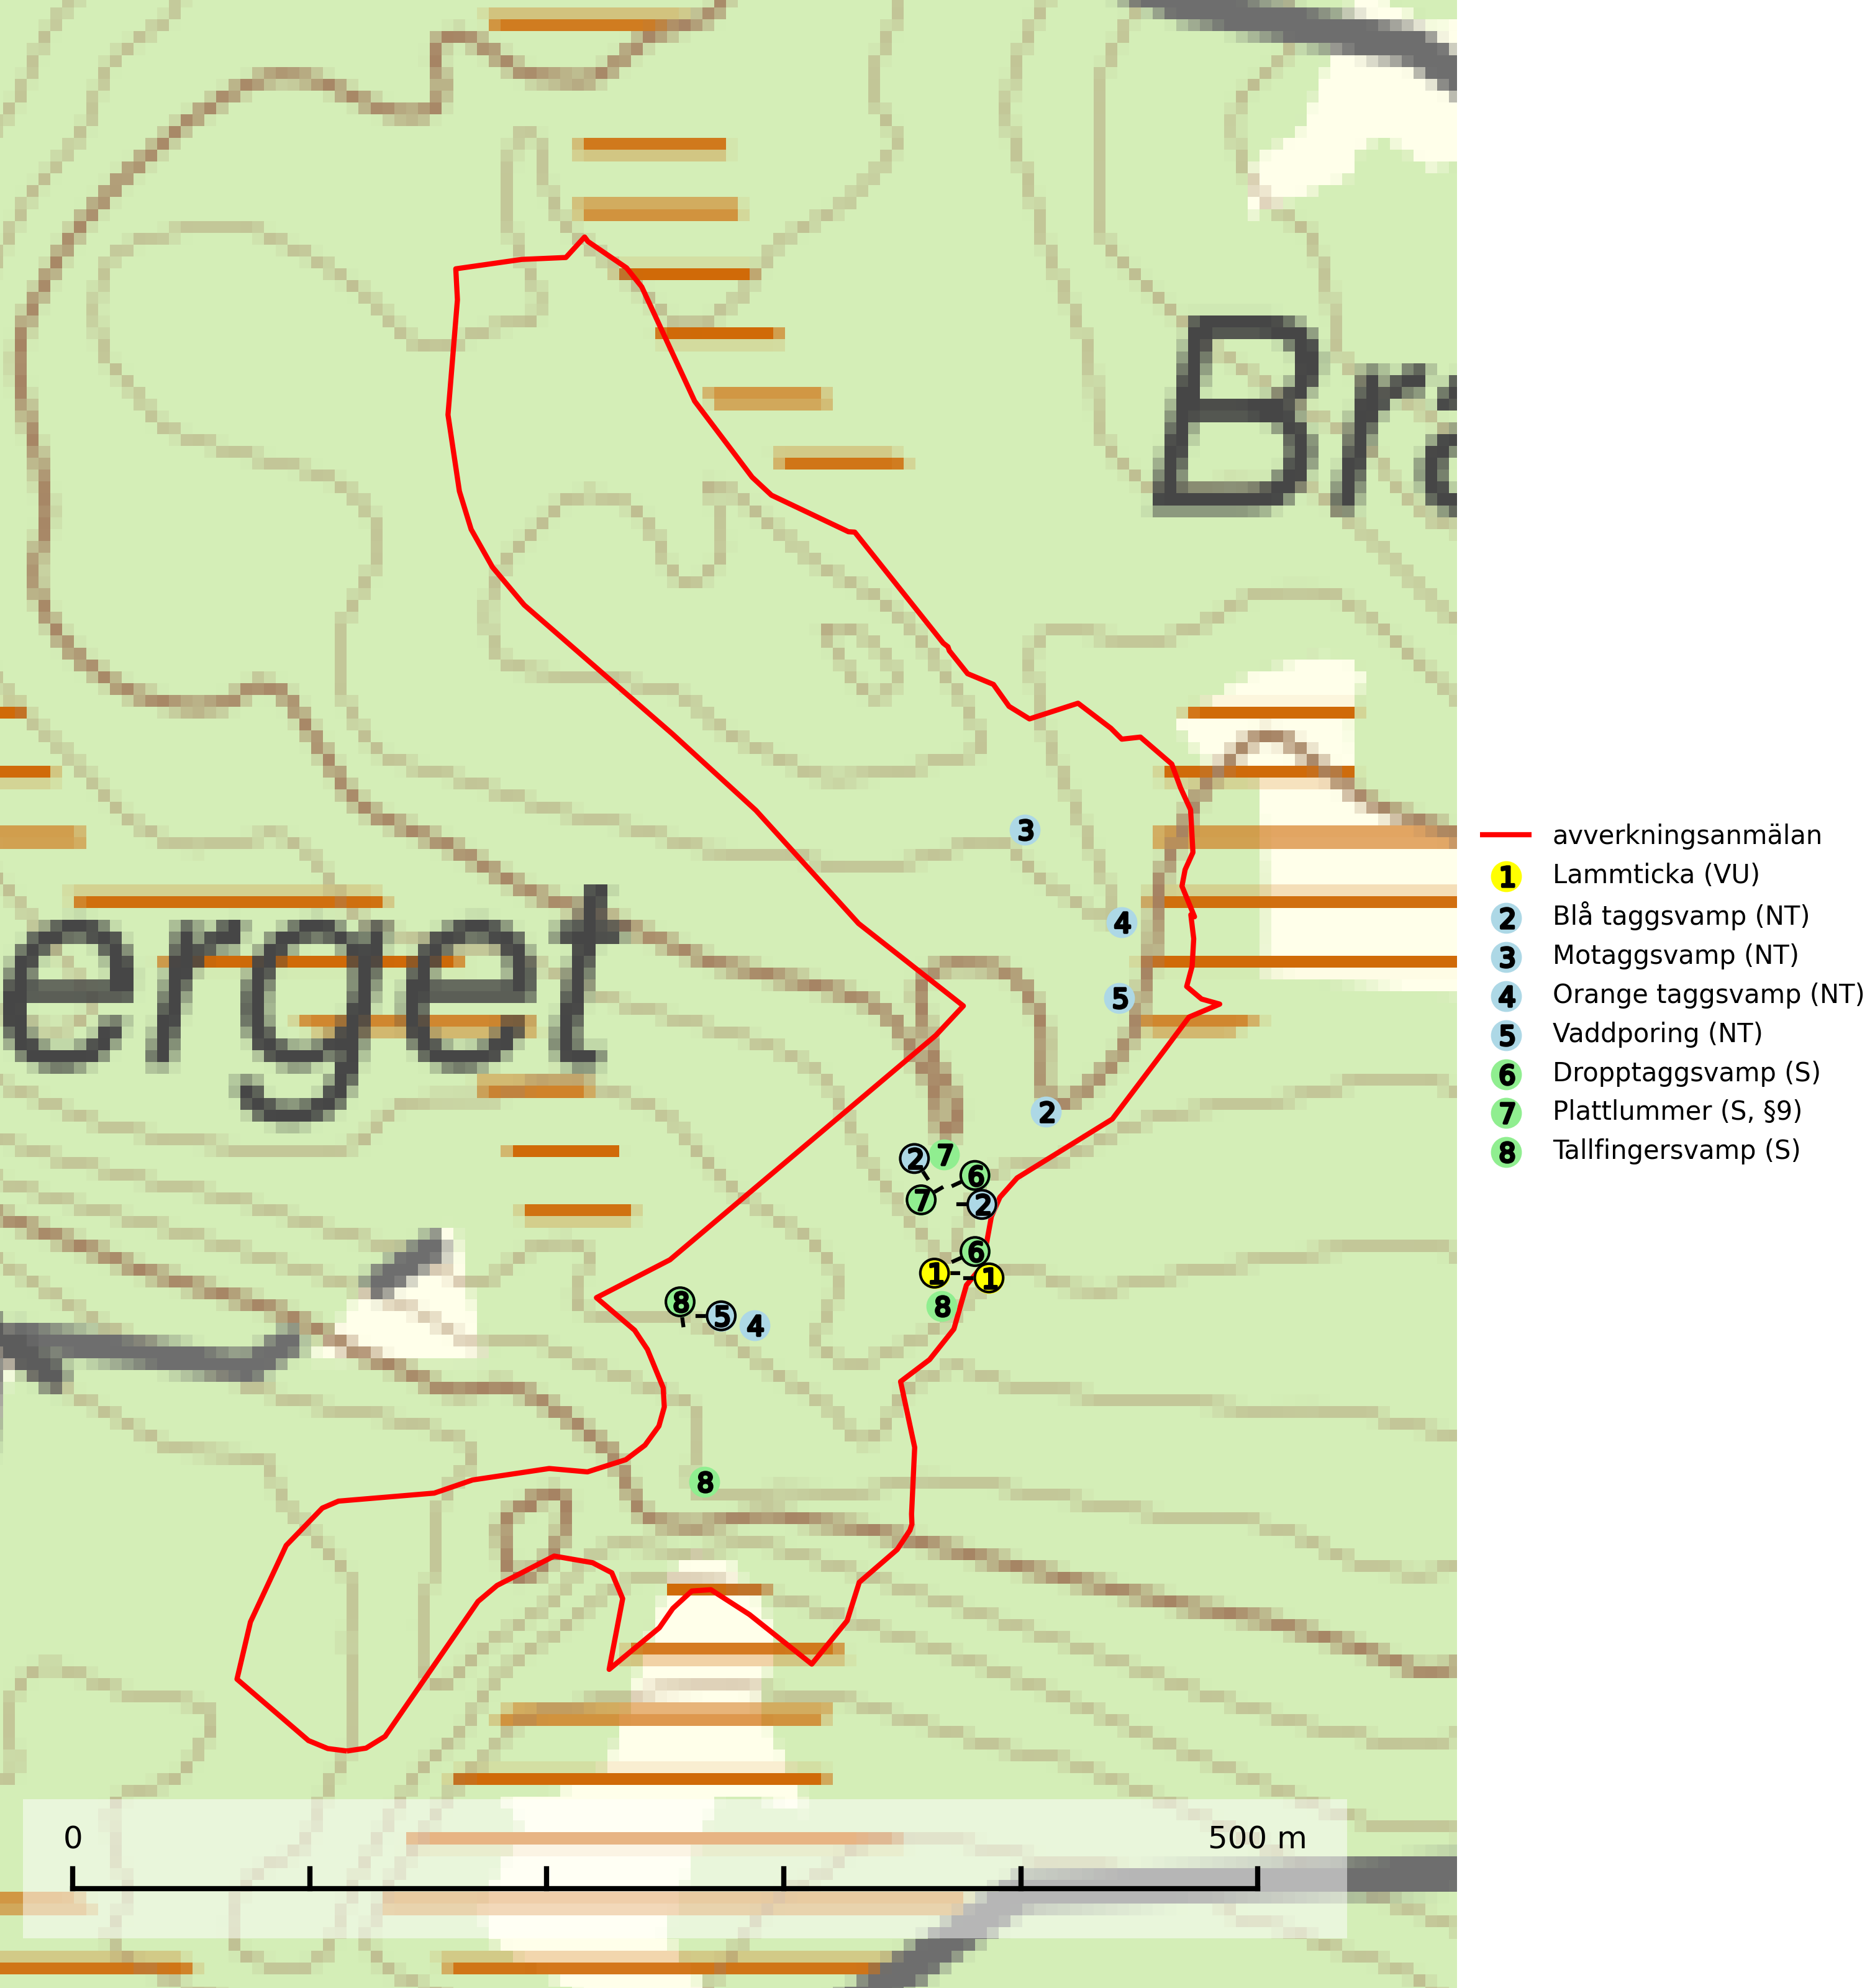 Bra
erget
3
4
5
2
2
7
6
7
2
6
1
1
8
8
5
4
8
avverkningsanmälan
1 Lammticka (VU)
2 Blå taggsvamp (NT)
3 Motaggsvamp (NT)
4 Orange taggsvamp (NT)
5 Vaddporing (NT)
6 Dropptaggsvamp (S)
7 Plattlummer (S, §9)
8 Tallfingersvamp (S)
0 500 m